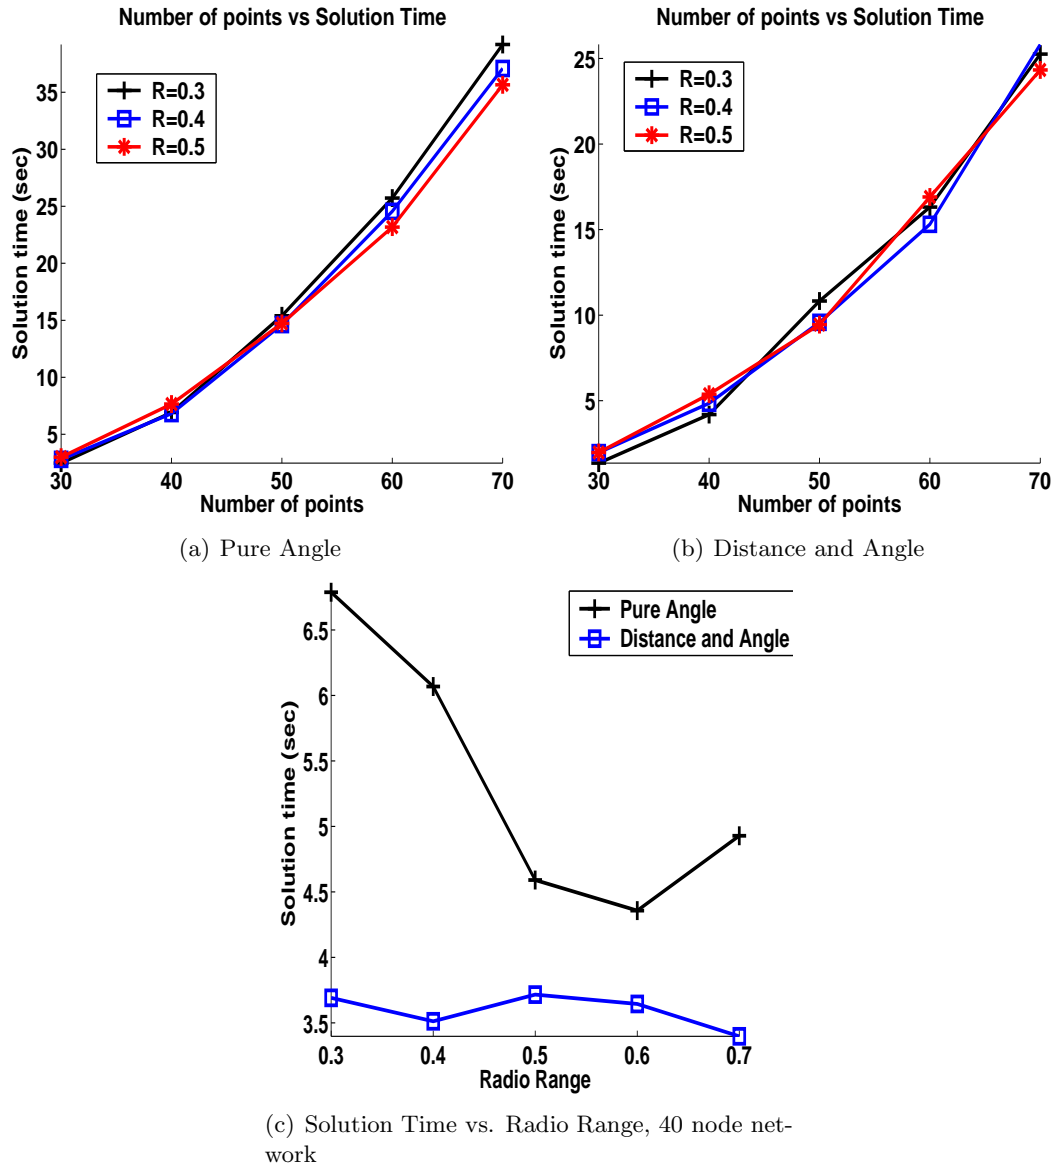 Number of points vs Solution Time
Solution time (sec)
35
30
25
20
15
10
5
R=0.3
R=0.4
R=0.5
30 40 50 60 70
Number of points
(a) Pure Angle
Number of points vs Solution Time
Solution time (sec)
25
20
15
10
5
R=0.3
R=0.4
R=0.5
30 40 50 60 70
Number of points
(b) Distance and Angle
Solution time (sec)
6.5
6
5.5
5
4.5
4
3.5
Pure Angle
Distance and Angle
0.3 0.4 0.5 0.6 0.7
Radio Range
(c) Solution Time vs. Radio Range, 40 node net-
work